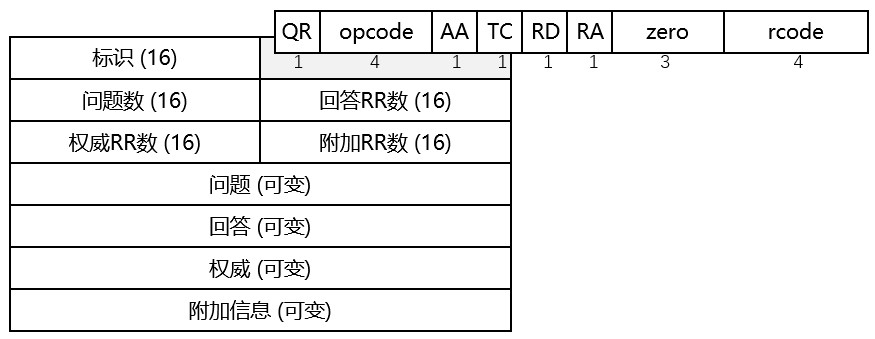 QR opcode AA TC RD RA zero rcode
标识 (16)
1 4 1 1 1 1 3 4
问题数 (16) 回答RR数 (16)
权威RR数 (16) 附加RR数 (16)
问题 (可变)
回答 (可变)
权威 (可变)
附加信息 (可变)